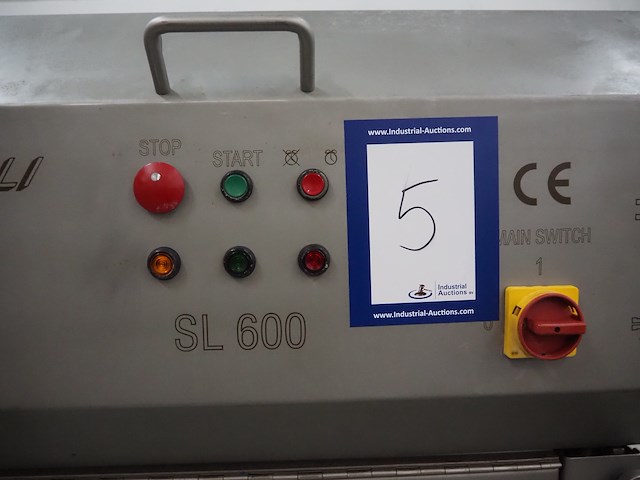 www.Industrial-Auctions.com
STOP
START
LI
5
CE
MAIN SWITCH
1
Industrial
Auctions BV
SL 600
www.Industrial-Auctions.com
0